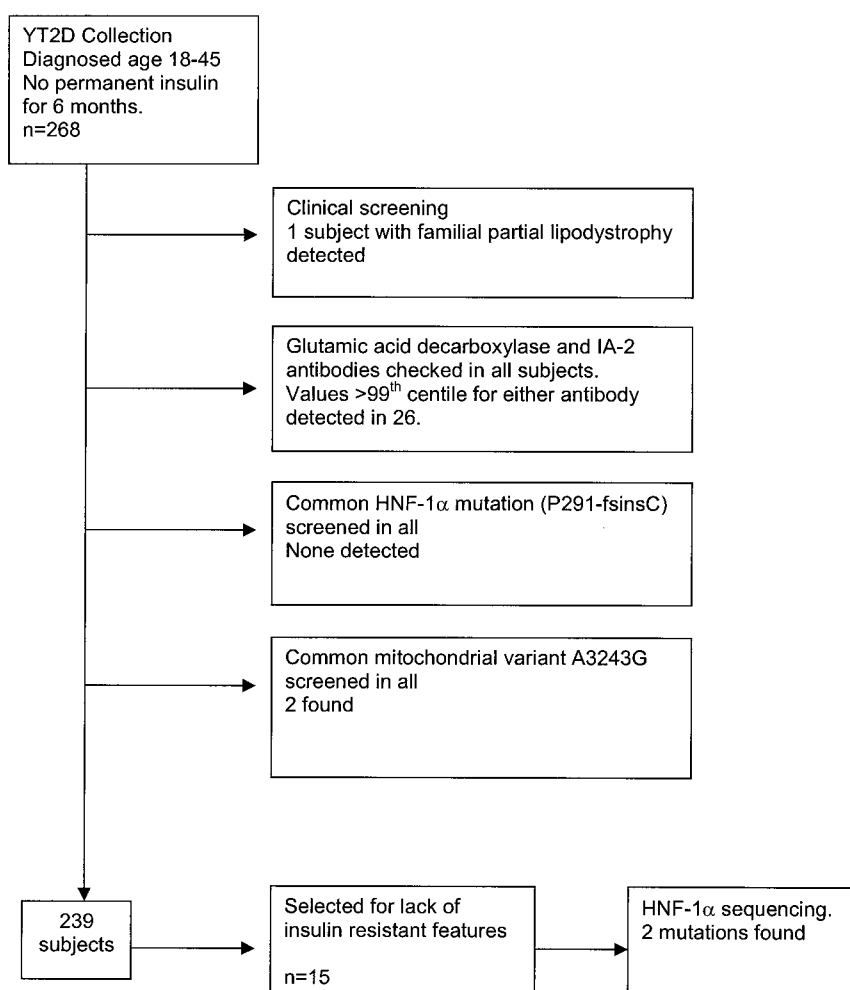 YT2D Collection
Diagnosed age 18-45
No permanent insulin
for 6 months.
n=268
Clinical screening
1 subject with familial partial lipodystrophy
detected
Glutamic acid decarboxylase and IA-2
antibodies checked in all subjects.
Values >99th centile for either antibody
detected in 26.
Common HNF-1α mutation (P291-fsinsC)
screened in all
None detected
Common mitochondrial variant A3243G
screened in all
2 found
239
subjects
Selected for lack of
insulin resistant features
n=15
HNF-1α sequencing.
2 mutations found